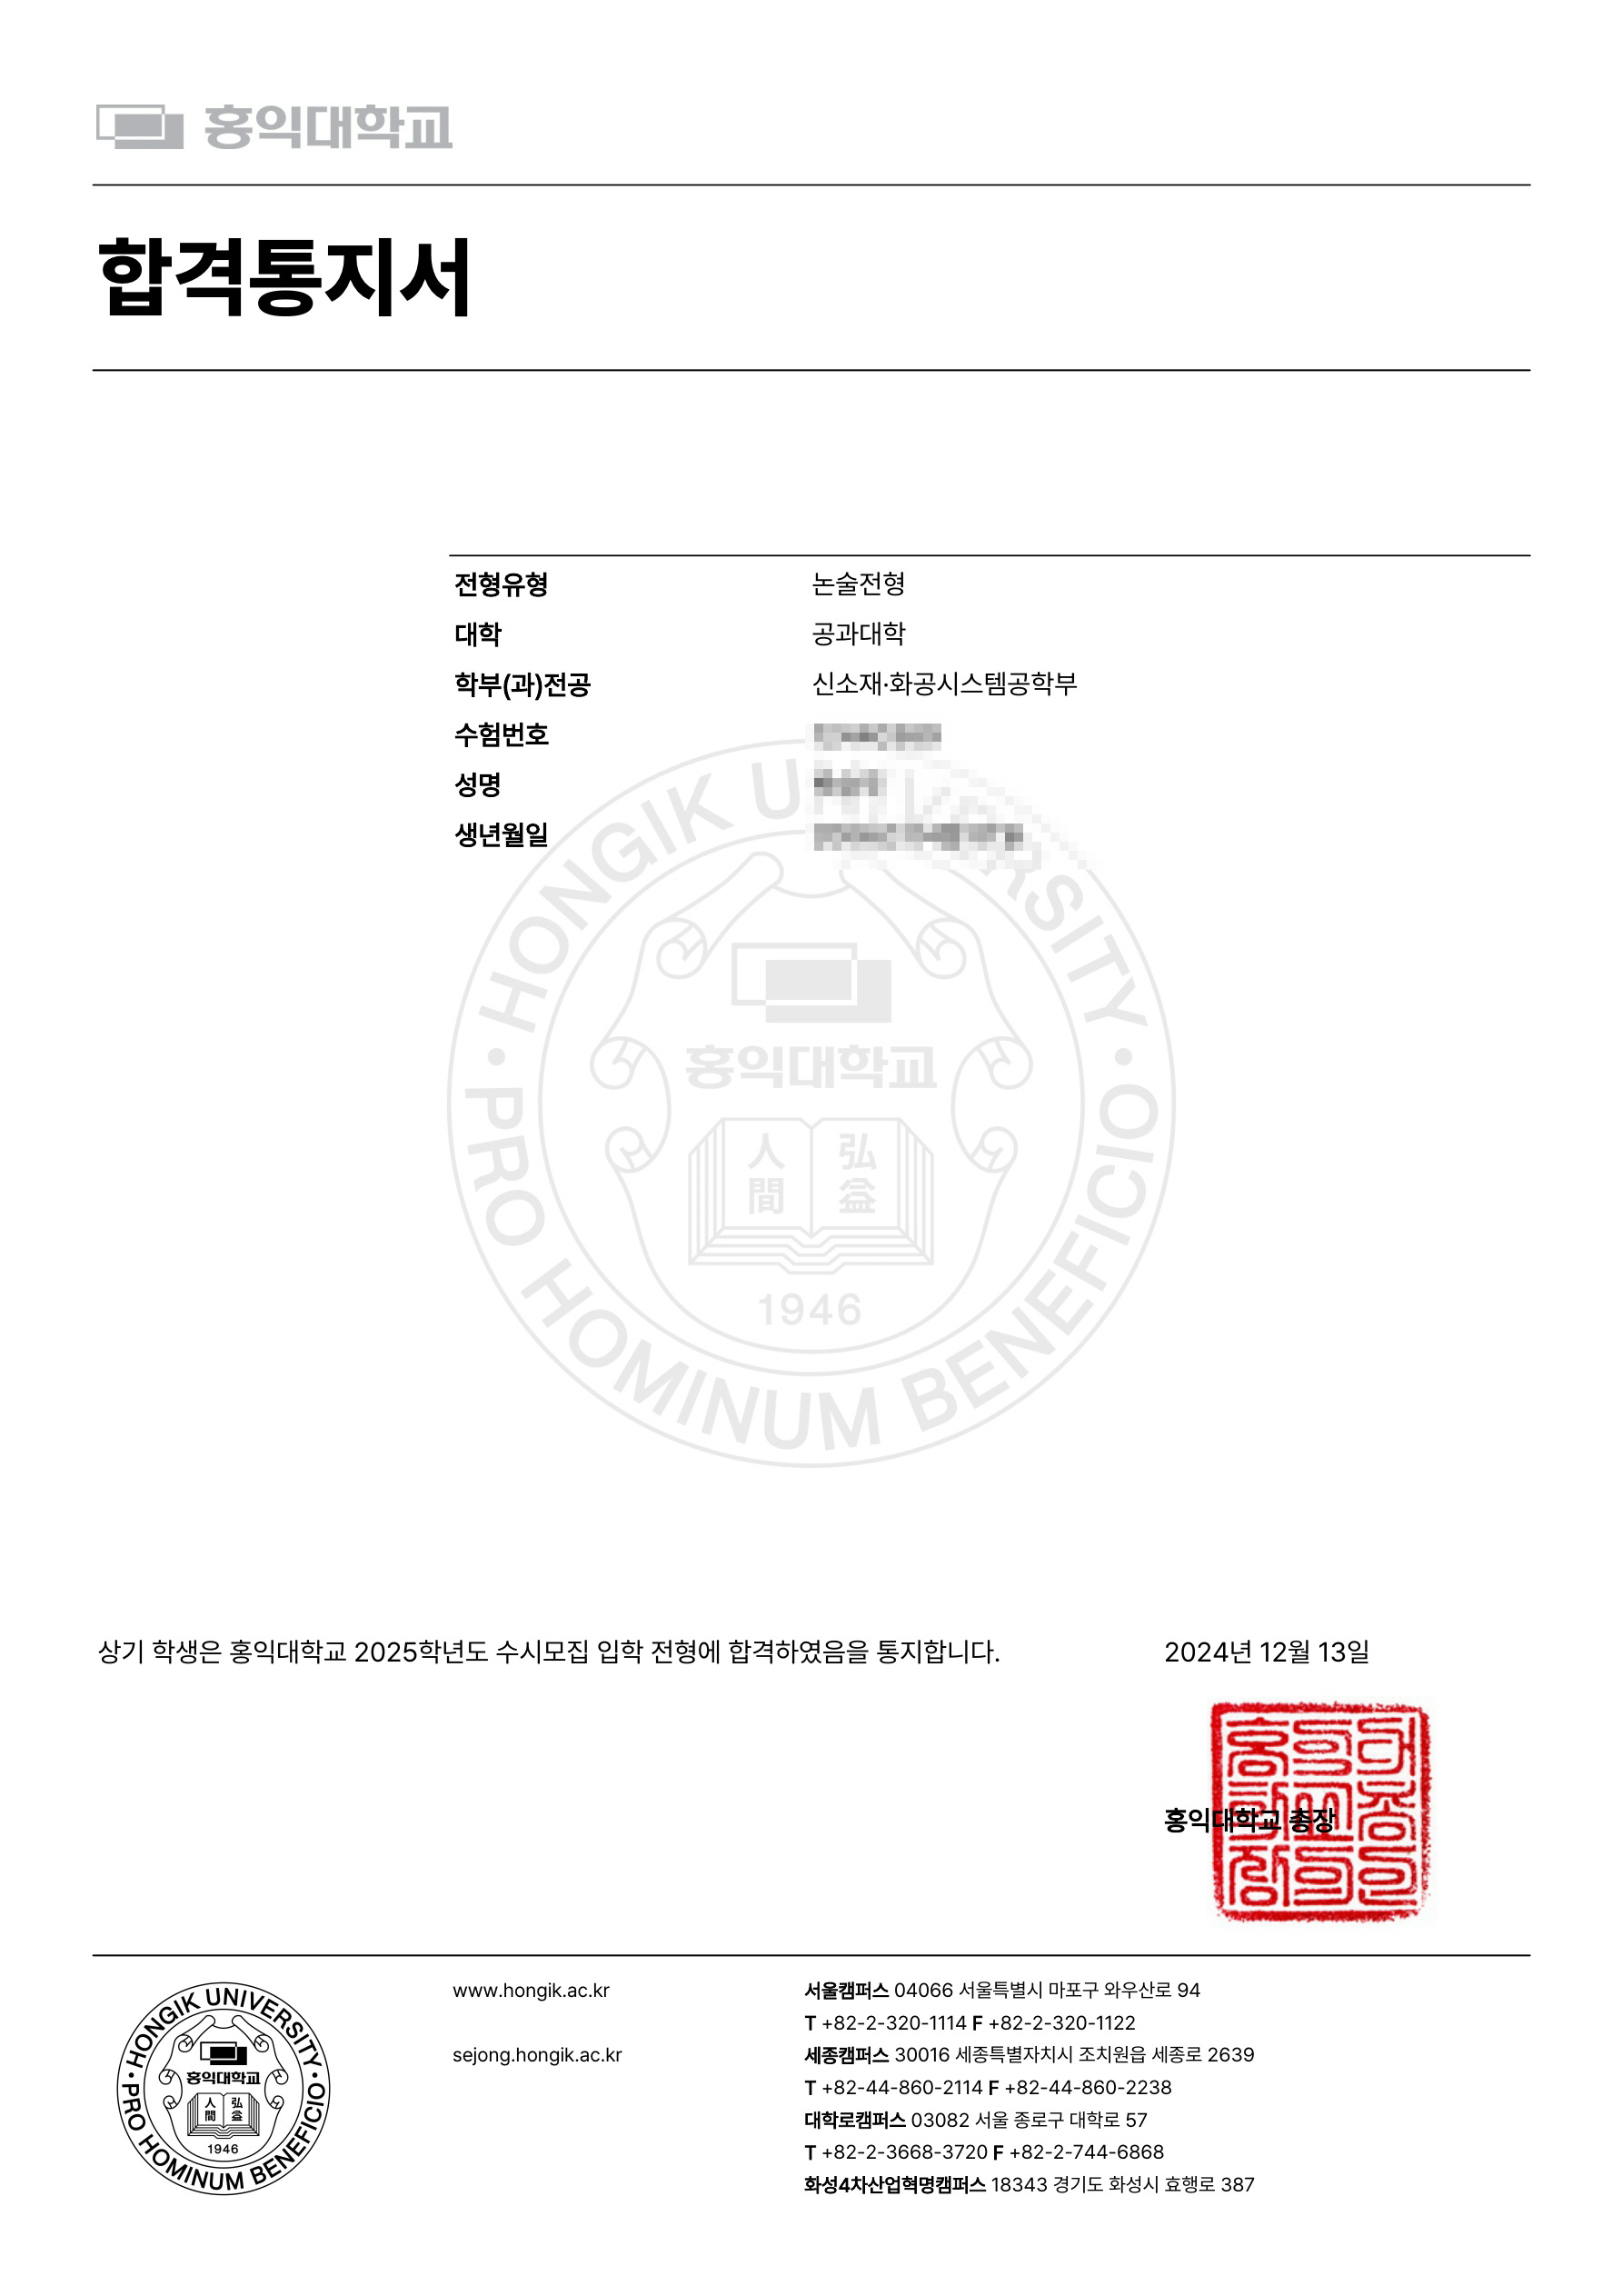 홍익대학교
합격통지서
전형유형 논술전형
대학 공과대학
학부(과)전공 신소재·화공시스템공학부
수험번호
성명
생년월일
HONGIK UNIVERSITY · PRO HOMINUM BENEFICIO ·
홍익대학교
人 弘
間 益
1946
상기 학생은 홍익대학교 2025학년도 수시모집 입학 전형에 합격하였음을 통지합니다. 2024년 12월 13일
홍익대학교 총장
HONGIK UNIVERSITY · PRO HOMINUM BENEFICIO ·
홍익대학교
人 弘
間 益
1946
www.hongik.ac.kr
sejong.hongik.ac.kr
서울캠퍼스 04066 서울특별시 마포구 와우산로 94
T +82-2-320-1114 F +82-2-320-1122
세종캠퍼스 30016 세종특별자치시 조치원읍 세종로 2639
T +82-44-860-2114 F +82-44-860-2238
대학로캠퍼스 03082 서울 종로구 대학로 57
T +82-2-3668-3720 F +82-2-744-6868
화성4차산업혁명캠퍼스 18343 경기도 화성시 효행로 387